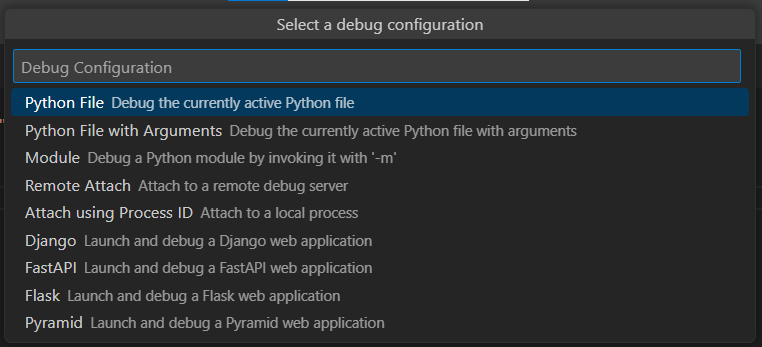 Select a debug configuration
Debug Configuration
Python File Debug the currently active Python file
Python File with Arguments Debug the currently active Python file with arguments
Module Debug a Python module by invoking it with '-m'
Remote Attach Attach to a remote debug server
Attach using Process ID Attach to a local process
Django Launch and debug a Django web application
FastAPI Launch and debug a FastAPI web application
Flask Launch and debug a Flask web application
Pyramid Launch and debug a Pyramid web application